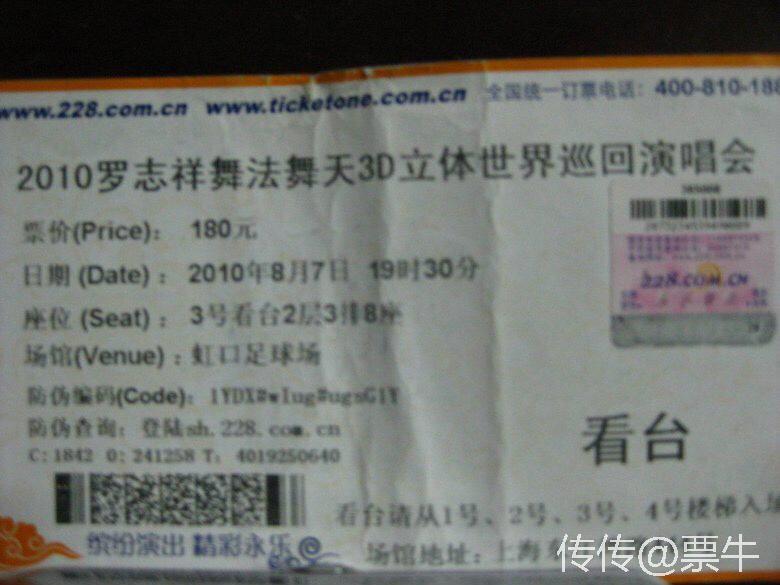 www.228.com.cn www.ticketone.com.cn 全国统一订票电话：400-810-188
2010罗志祥舞法舞天3D立体世界巡回演唱会
票价(Price)： 180元
日期 (Date)： 2010年8月7日 19时30分
座位 (Seat)： 3号看台2层3排8座
场馆(Venue)：虹口足球场
防伪编码(Code)：1YDX#wIug#ugsG1Y
防伪查询：登陆sh.228.com.cn
C:1842 O:241258 T: 4019250640
228.COM.CN
看台
看台请从1号、2号、3号、4号楼梯入场
缤纷演出 精彩永乐
场馆地址：上海
传传@票牛